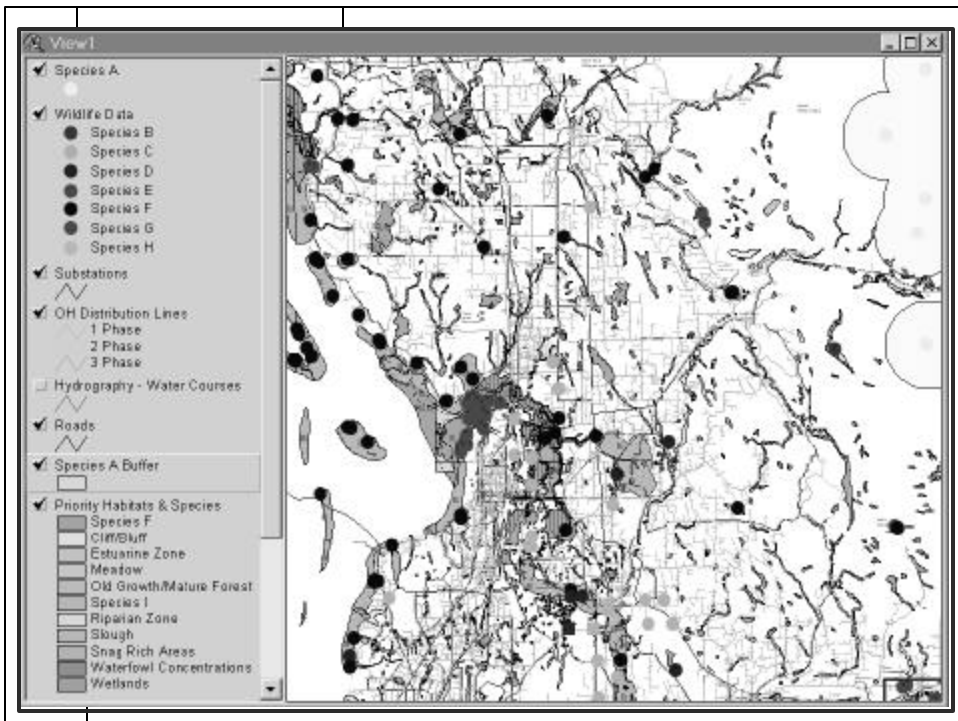 View1
Species A
Wildlife Data
Species B
Species C
Species D
Species E
Species F
Species G
Species H
Substations
OH Distribution Lines
1 Phase
2 Phase
3 Phase
Hydrography - Water Courses
Roads
Species A Buffer
Priority Habitats & Species
Species F
Cliff/Bluff
Estuarine Zone
Meadow
Old Growth/Mature Forest
Species I
Riparian Zone
Slough
Snag Rich Areas
Waterfowl Concentrations
Wetlands